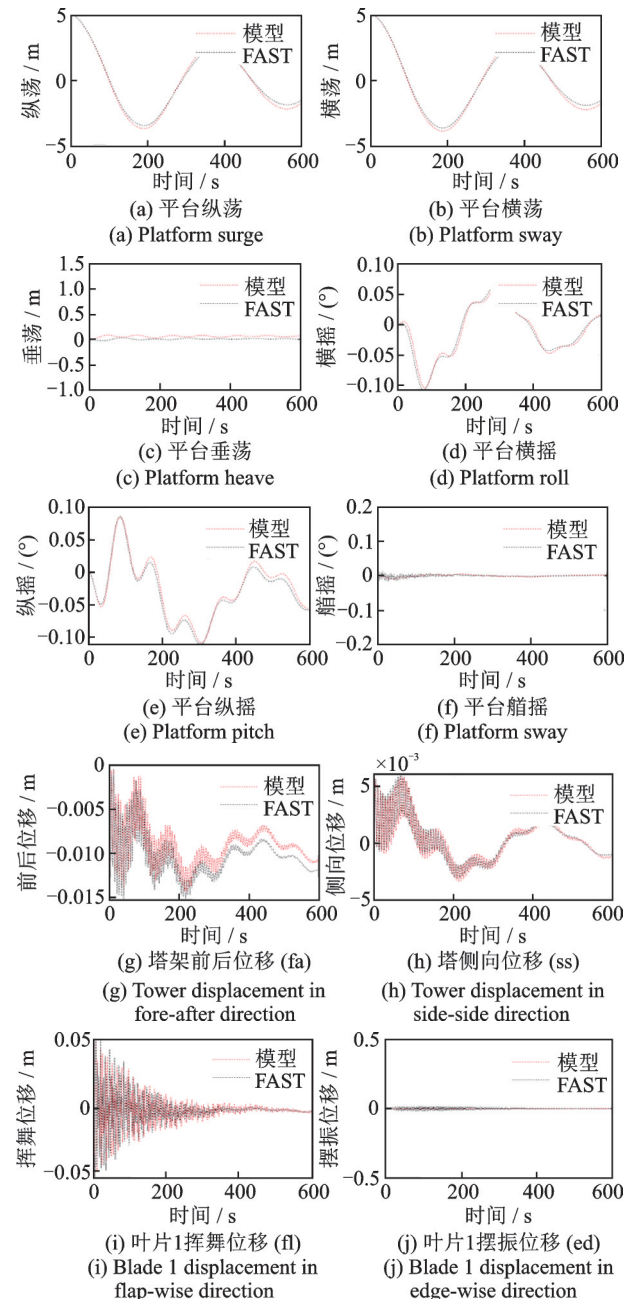 5
0
−5
纵荡 / m
模型
FAST
0 200 400 600
时间 / s
(a) 平台纵荡
(a) Platform surge
5
0
−5
横荡 / m
模型
FAST
0 200 400 600
时间 / s
(b) 平台横荡
(b) Platform sway
1.5
1.0
0.5
0
−0.5
−1.0
垂荡 / m
模型
FAST
0 200 400 600
时间 / s
(c) 平台垂荡
(c) Platform heave
0.10
0.05
0
−0.05
−0.10
横摇 / (°)
模型
FAST
0 200 400 600
时间 / s
(d) 平台横摇
(d) Platform roll
0.10
0.05
0
−0.05
−0.10
纵摇 / (°)
模型
FAST
0 200 400 600
时间 / s
(e) 平台纵摇
(e) Platform pitch
0.2
0.1
0
−0.1
−0.2
艏摇 / (°)
模型
FAST
0 200 400 600
时间 / s
(f) 平台艏摇
(f) Platform sway
0
−0.005
−0.010
−0.015
前后位移 / m
模型
FAST
0 200 400 600
时间 / s
(g) 塔架前后位移 (fa)
(g) Tower displacement in
fore-after direction
×10⁻³
5
0
−5
侧向位移 / m
模型
FAST
0 200 400 600
时间 / s
(h) 塔侧向位移 (ss)
(h) Tower displacement in
side-side direction
0.05
0
−0.05
挥舞位移 / m
模型
FAST
0 200 400 600
时间 / s
(i) 叶片1挥舞位移 (fl)
(i) Blade 1 displacement in
flap-wise direction
0.5
0
−0.5
摆振位移 / m
模型
FAST
0 200 400 600
时间 / s
(j) 叶片1摆振位移 (ed)
(j) Blade 1 displacement in
edge-wise direction